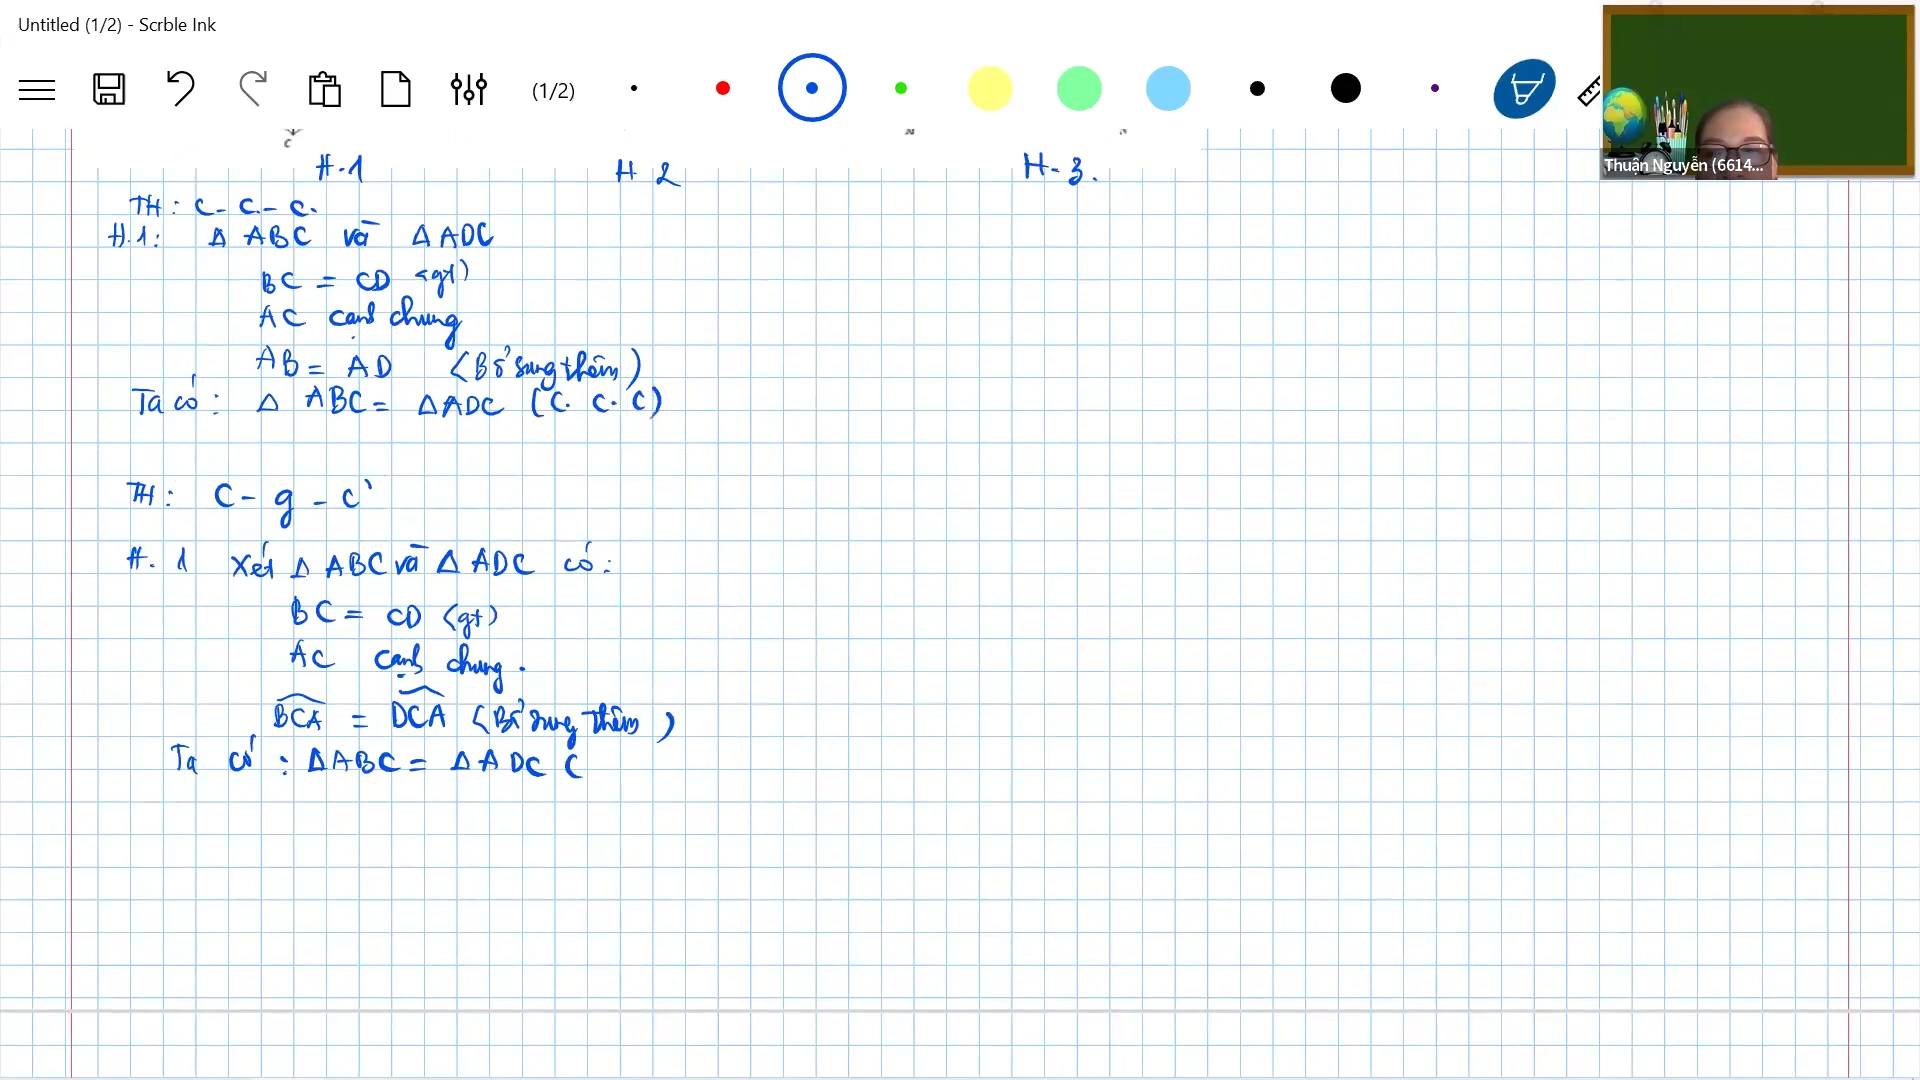 Untitled (1/2) - Scrble Ink
(1/2)
Thuận Nguyễn (6614...
C
H.1 H 2 H-3.
TH: C- C- C.
H.1: Δ ABC và Δ ADC
BC = CD (gt)
AC cạnh chung
AB = AD (Bổ sung thêm)
Ta có: Δ ABC = Δ ADC (C. C. C)
TH: C- g - C
H. 1 Xét Δ ABC và Δ ADC có:
BC = CD (gt)
AC cạnh chung.
BCA = DCA (Bổ sung thêm)
Ta có: Δ ABC = Δ ADC C